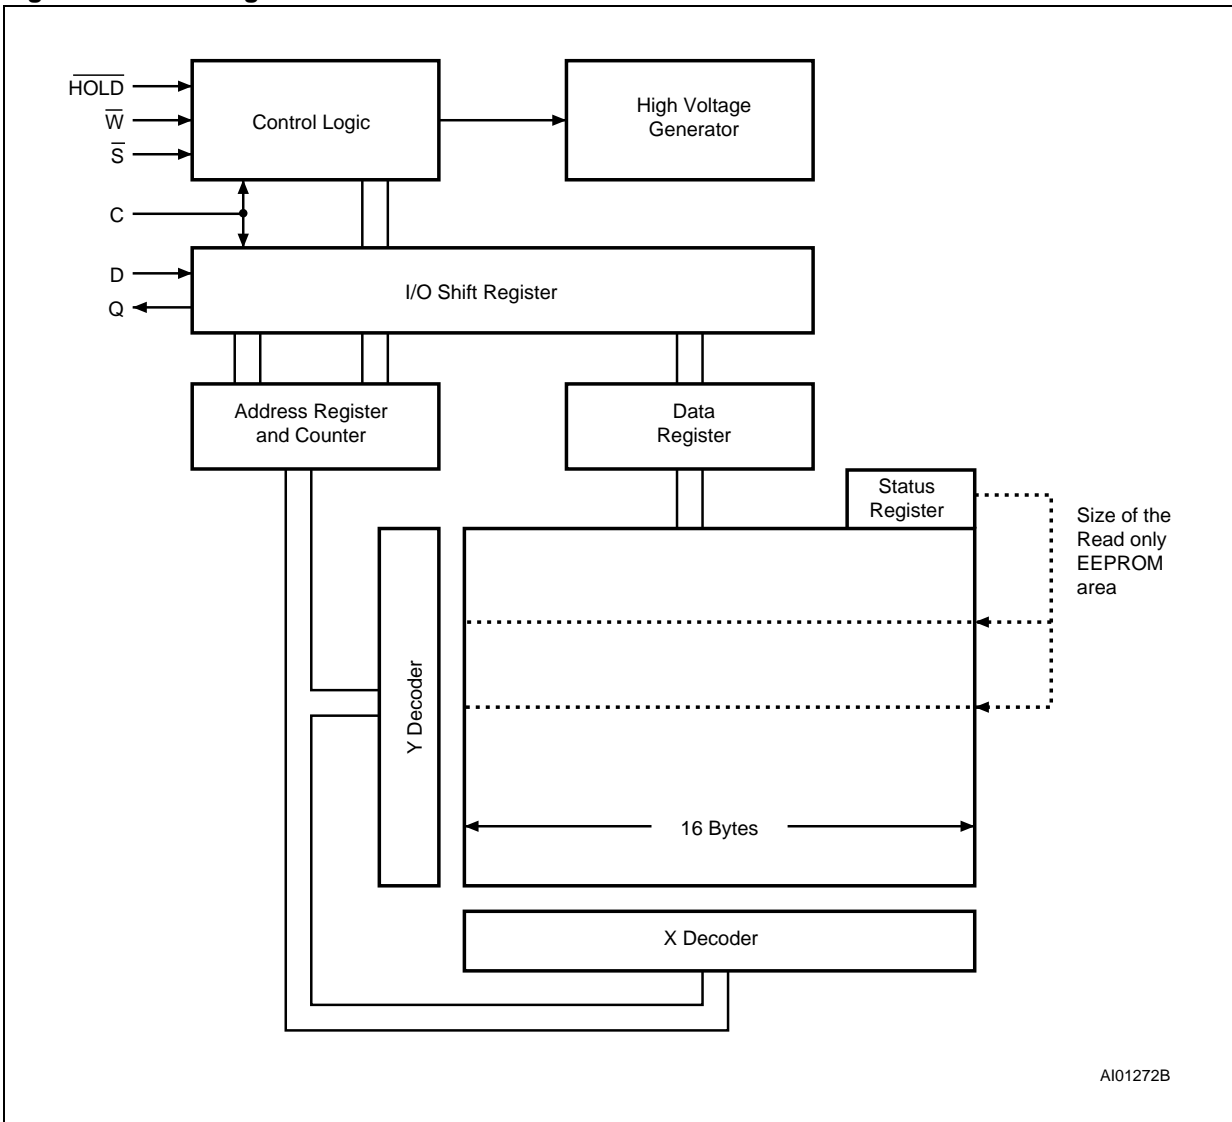 HOLD
W
S
C
D
Q
Control Logic
High Voltage
Generator
I/O Shift Register
Address Register
and Counter
Data
Register
Status
Register
Size of the
Read only
EEPROM
area
Y Decoder
16 Bytes
X Decoder
AI01272B